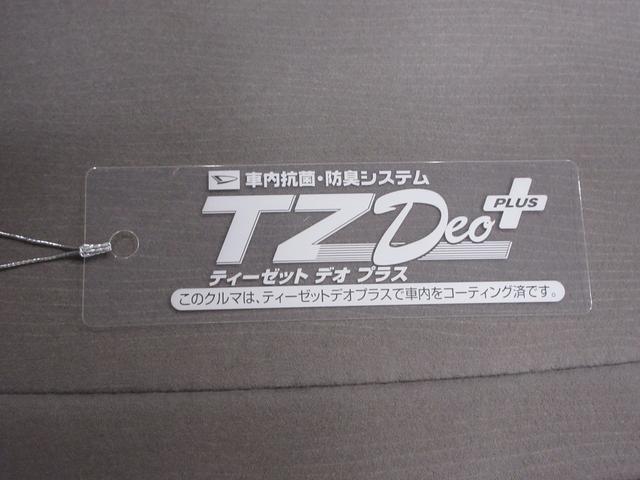 車内抗菌・防臭システム
TZ Deo PLUS
ティーゼット デオ プラス
このクルマは、ティーゼットデオプラスで車内をコーティング済です。